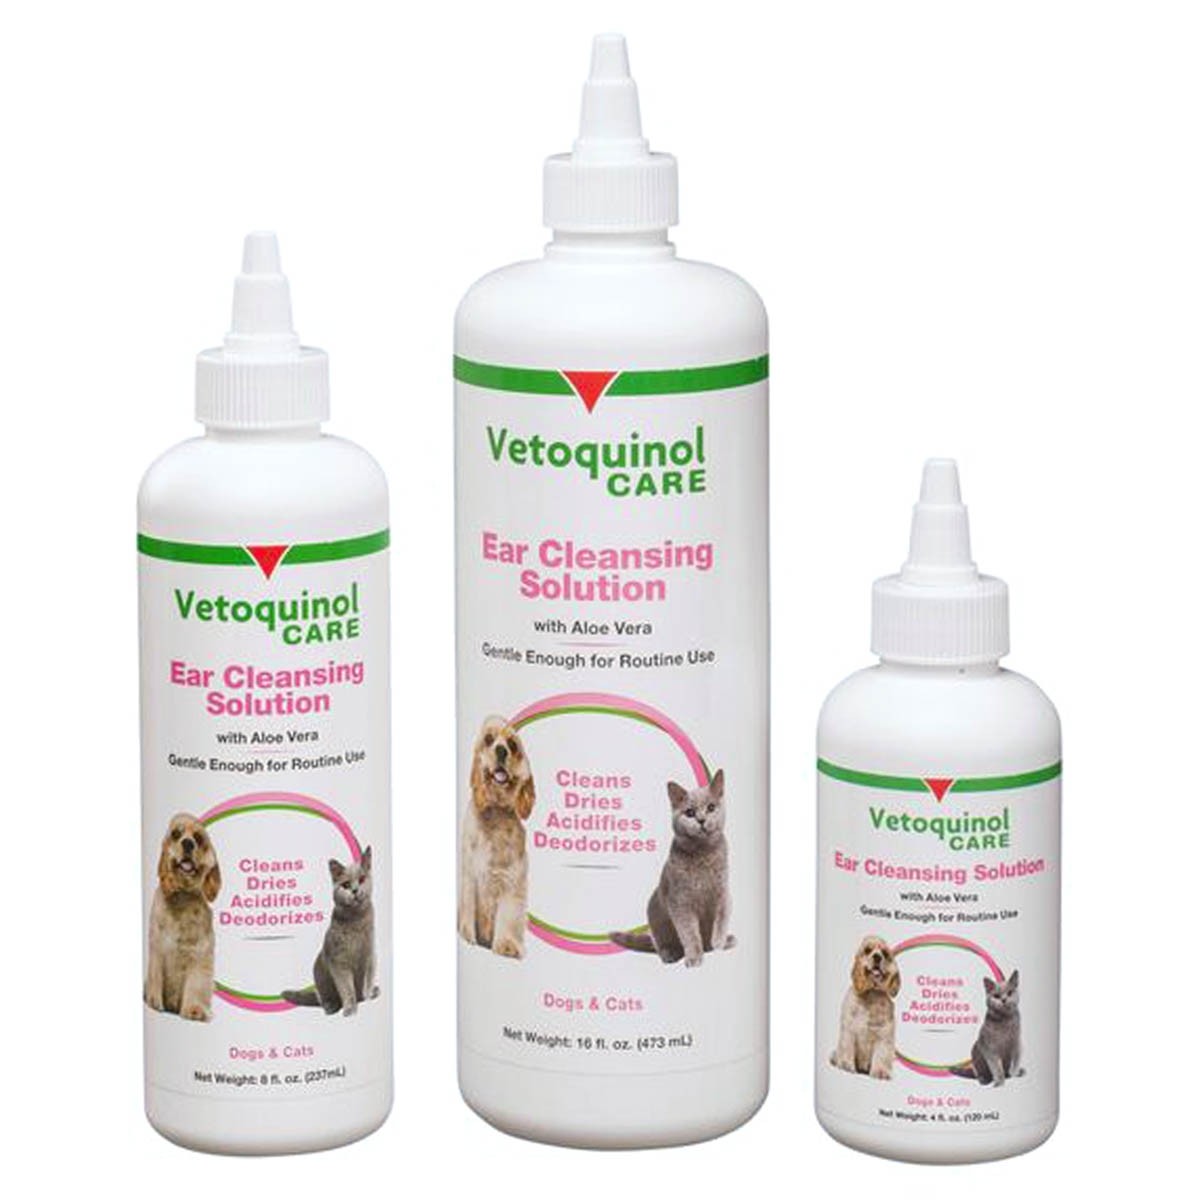 Vetoquinol
CARE
Ear Cleansing
Solution
with Aloe Vera
Gentle Enough for Routine Use
Cleans
Dries
Acidifies
Deodorizes
Dogs & Cats
Net Weight: 8 fl. oz. (237mL)
Vetoquinol
CARE
Ear Cleansing
Solution
with Aloe Vera
Gentle Enough for Routine Use
Cleans
Dries
Acidifies
Deodorizes
Dogs & Cats
Net Weight: 16 fl. oz. (473 mL)
Vetoquinol
CARE
Ear Cleansing Solution
with Aloe Vera
Gentle Enough for Routine Use
Cleans
Dries
Acidifies
Deodorizes
Dogs & Cats
Net Weight: 4 fl. oz. (120 mL)